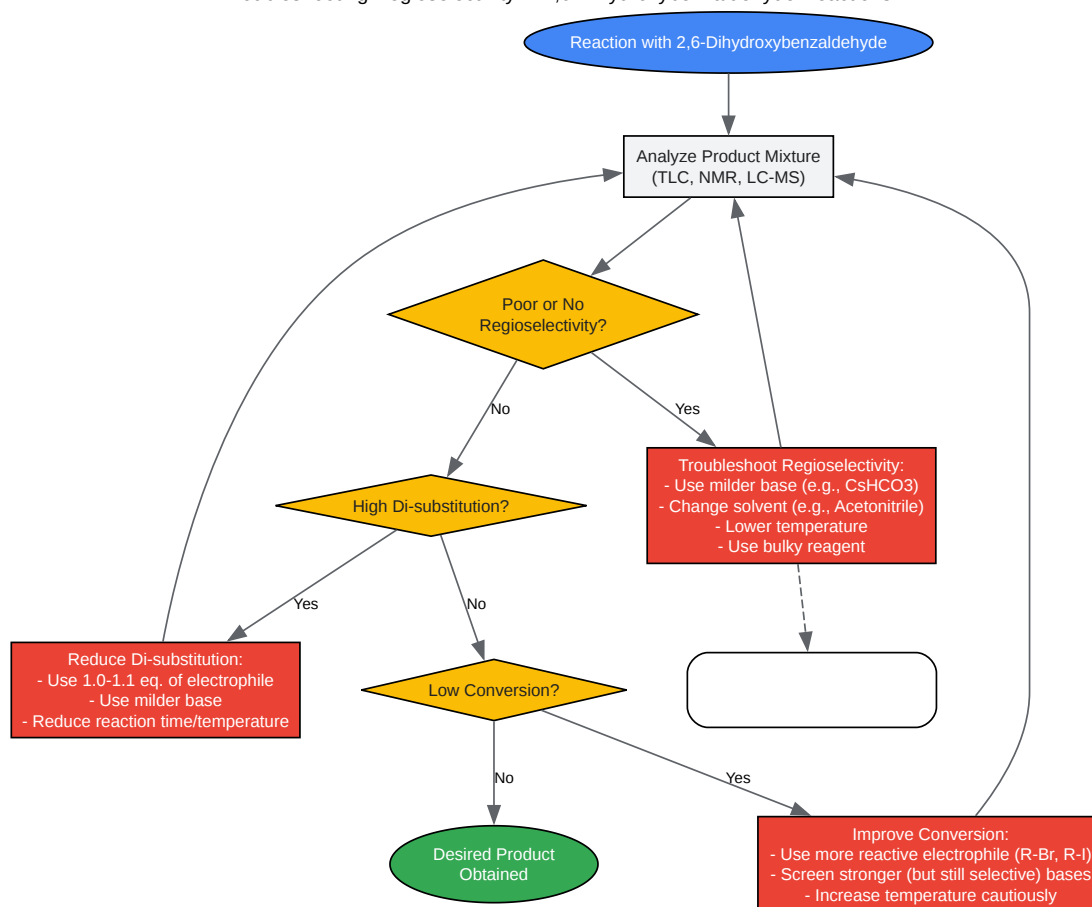 Reaction with 2,6-Dihydroxybenzaldehyde
Analyze Product Mixture
(TLC, NMR, LC-MS)
Poor or No
Regioselectivity?
No
Yes
Troubleshoot Regioselectivity:
- Use milder base (e.g., CsHCO3)
- Change solvent (e.g., Acetonitrile)
- Lower temperature
- Use bulky reagent
High Di-substitution?
Yes
No
Reduce Di-substitution:
- Use 1.0-1.1 eq. of electrophile
- Use milder base
- Reduce reaction time/temperature
Low Conversion?
No
Yes
Desired Product
Obtained
Improve Conversion:
- Use more reactive electrophile (R-Br, R-I)
- Screen stronger (but still selective) bases
- Increase temperature cautiously